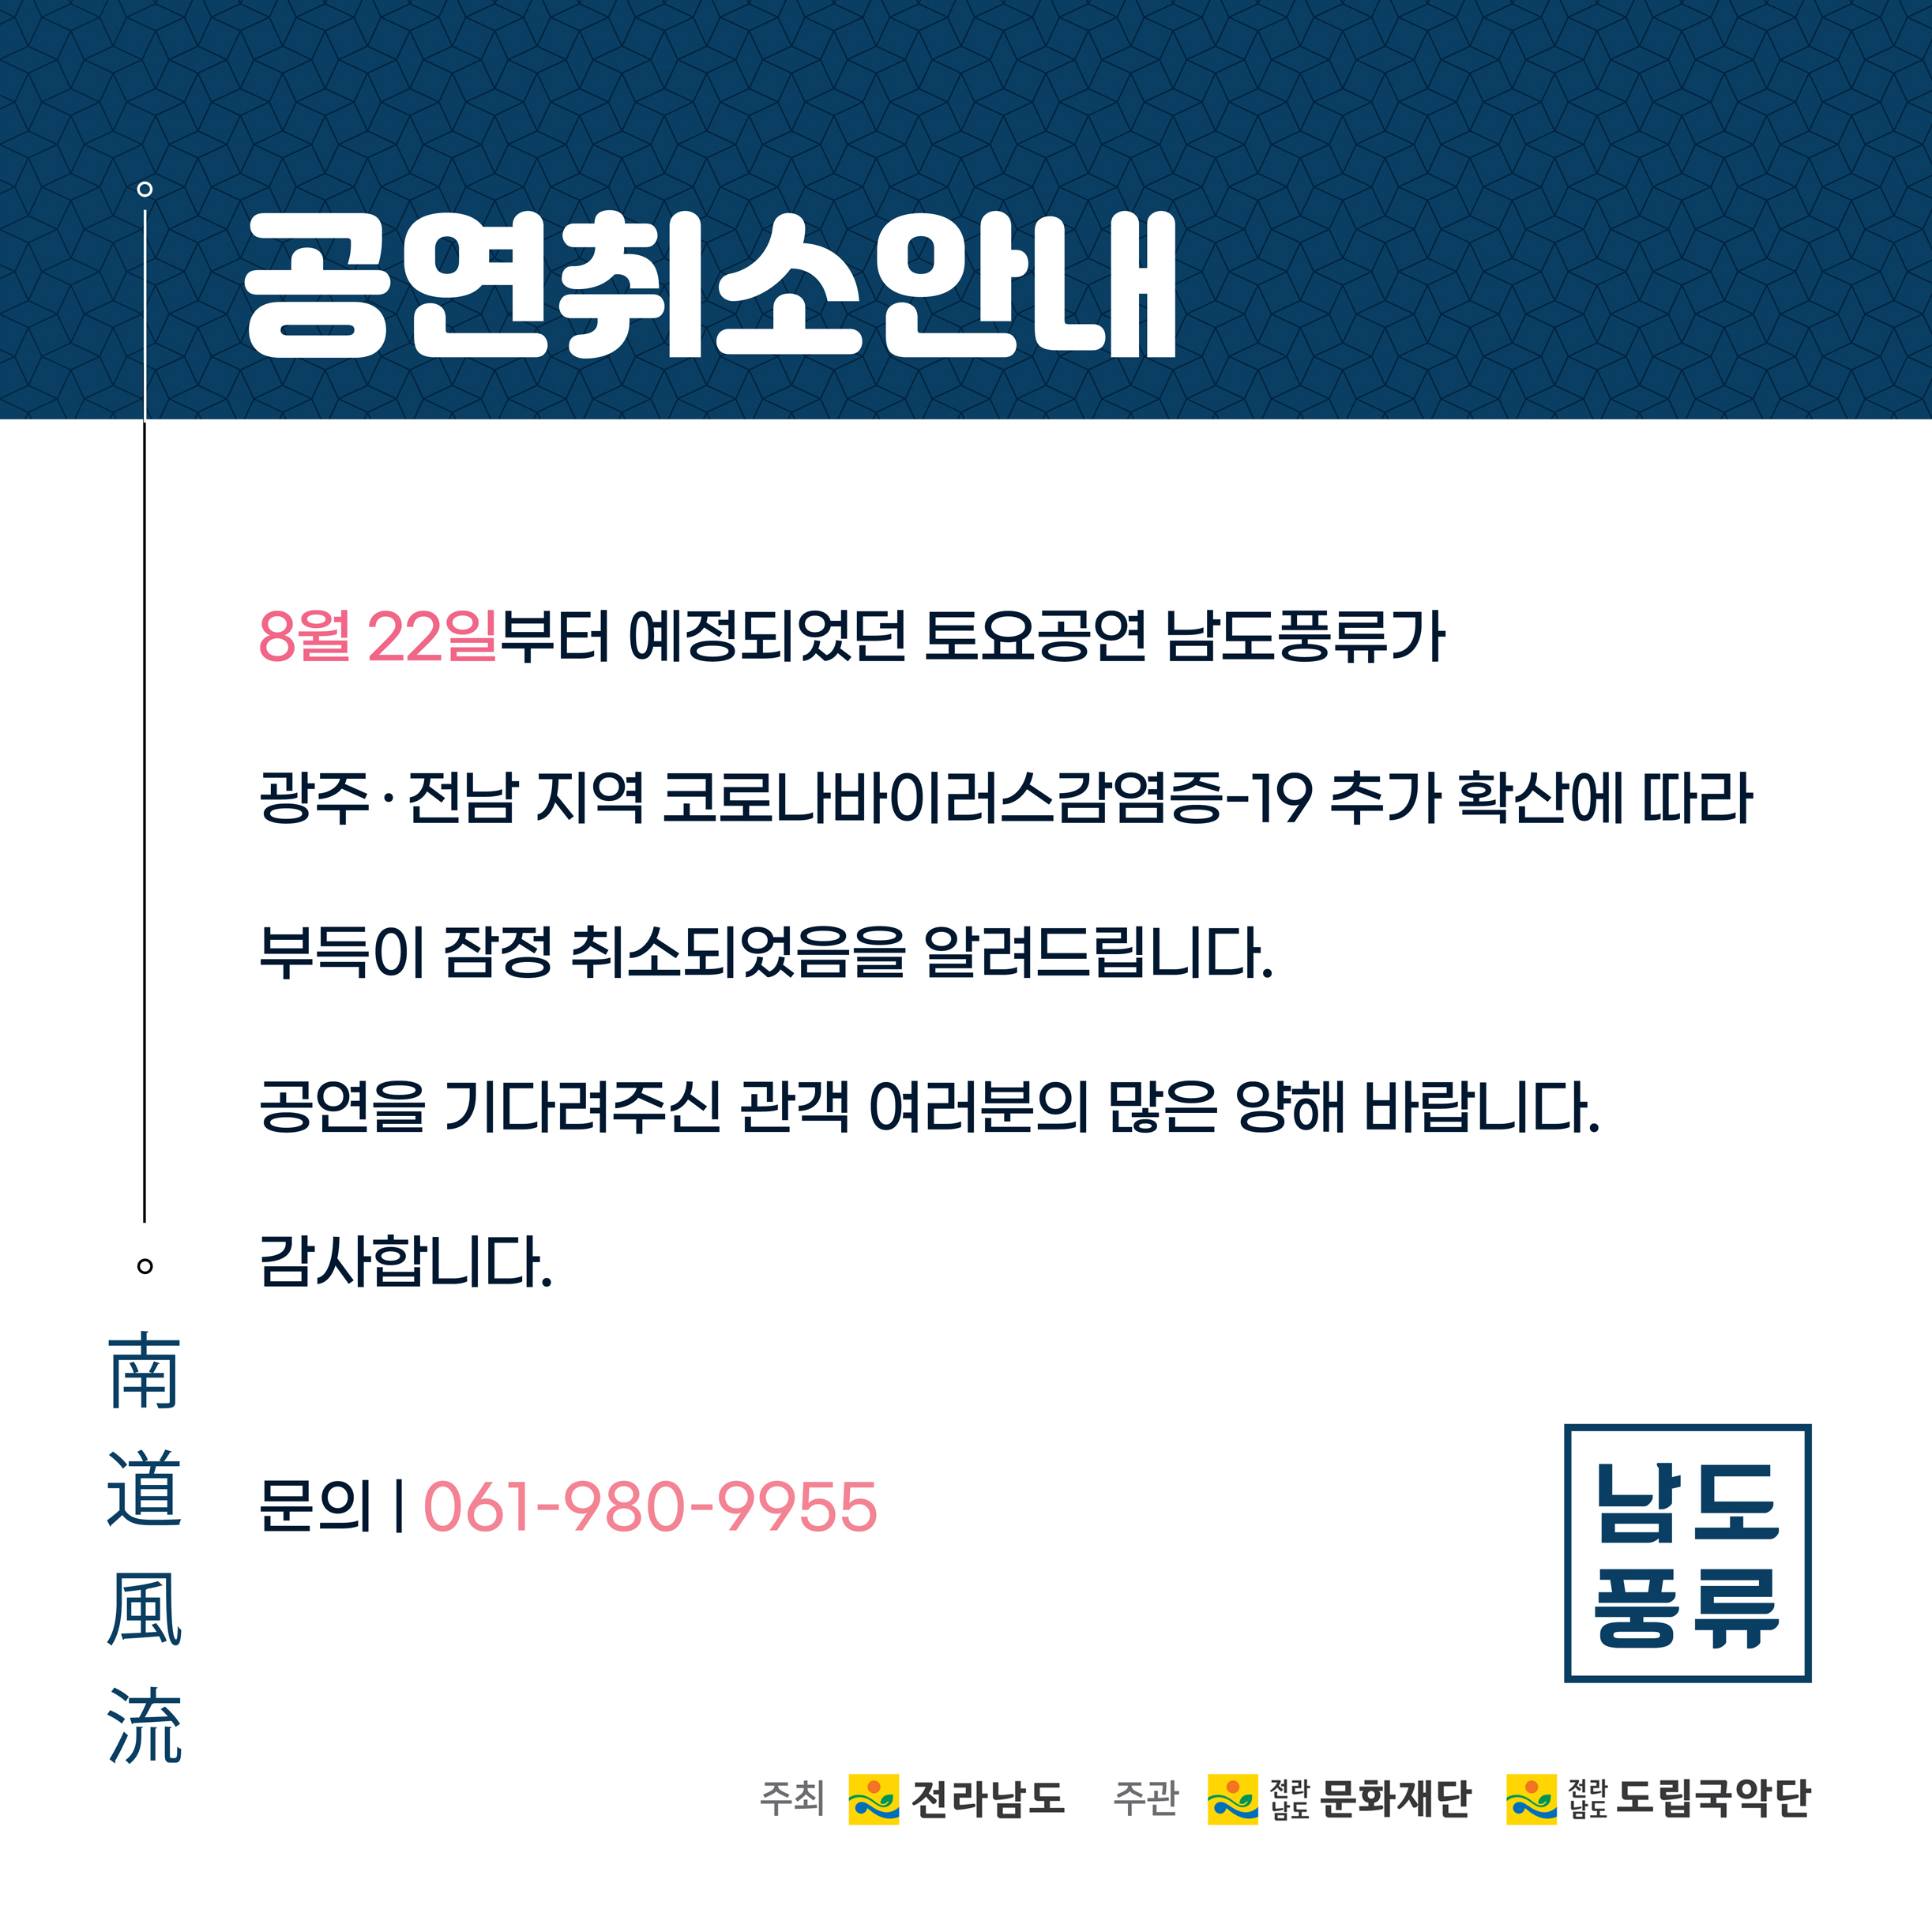 공연취소안내
8월 22일부터 예정되었던 토요공연 남도풍류가
광주 · 전남 지역 코로나바이러스감염증-19 추가 확산에 따라
부득이 잠정 취소되었음을 알려드립니다.
공연을 기다려주신 관객 여러분의 많은 양해 바랍니다.
감사합니다.
南
道
風
流
문의 | 061-980-9955
남도
풍류
주최 전라남도 주관 전라남도 문화재단 전라남도 도립국악단